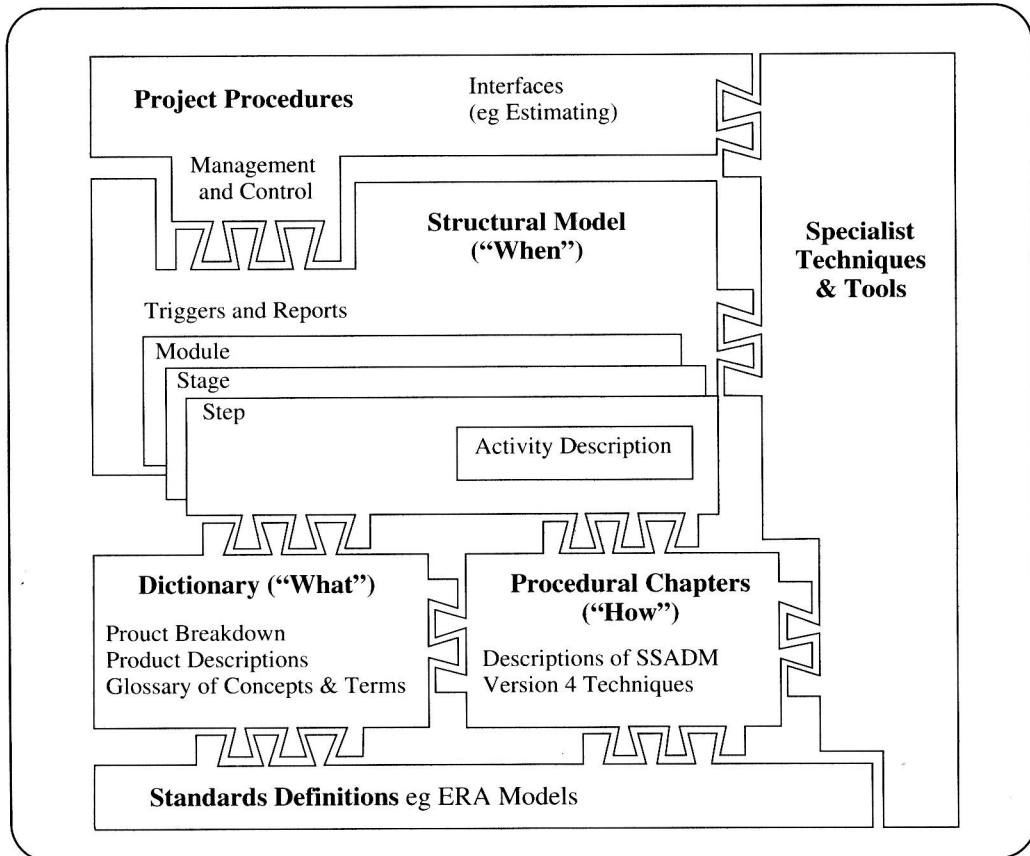 Project Procedures
Interfaces
(eg Estimating)
Management
and Control
Structural Model
(“When”)
Specialist
Techniques
& Tools
Triggers and Reports
Module
Stage
Step
Activity Description
Dictionary (“What”)
Prouct Breakdown
Product Descriptions
Glossary of Concepts & Terms
Procedural Chapters
(“How”)
Descriptions of SSADM
Version 4 Techniques
Standards Definitions eg ERA Models